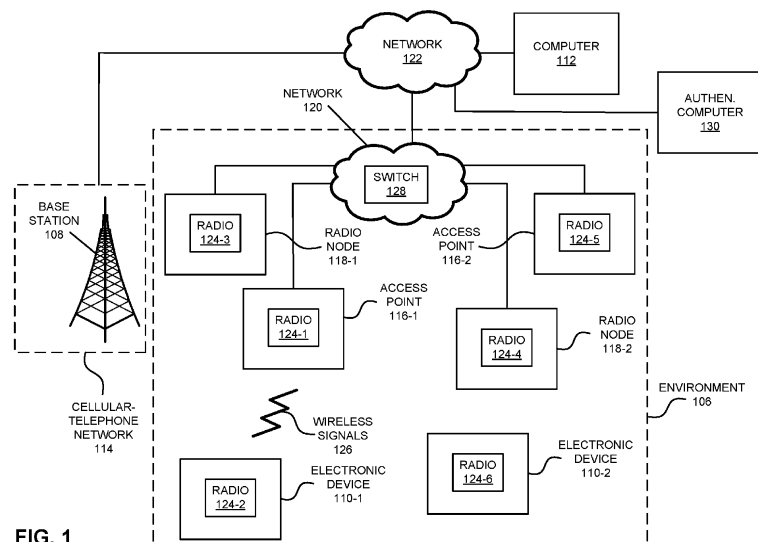 NETWORK
122
COMPUTER
112
NETWORK
120
AUTHEN.
COMPUTER
130
SWITCH
128
BASE
STATION
108
RADIO
124-3
RADIO
NODE
118-1
ACCESS
POINT
116-2
RADIO
124-5
RADIO
124-1
ACCESS
POINT
116-1
RADIO
124-4
RADIO
NODE
118-2
CELLULAR-
TELEPHONE
NETWORK
114
WIRELESS
SIGNALS
126
ENVIRONMENT
106
RADIO
124-2
ELECTRONIC
DEVICE
110-1
RADIO
124-6
ELECTRONIC
DEVICE
110-2
FIG. 1